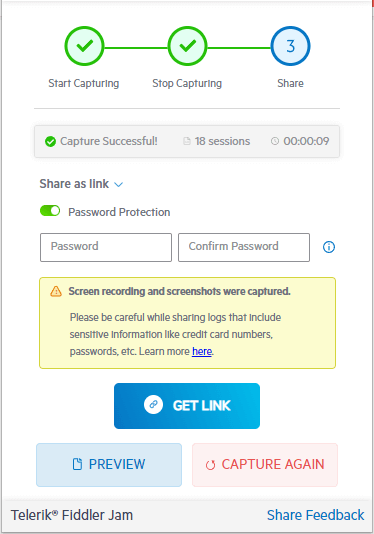 3
Start Capturing Stop Capturing Share
Capture Successful! 18 sessions 00:00:09
Share as link
Password Protection
Password Confirm Password
Screen recording and screenshots were captured.
Please be careful while sharing logs that include
sensitive information like credit card numbers,
passwords, etc. Learn more here.
GET LINK
PREVIEW CAPTURE AGAIN
Telerik® Fiddler Jam Share Feedback